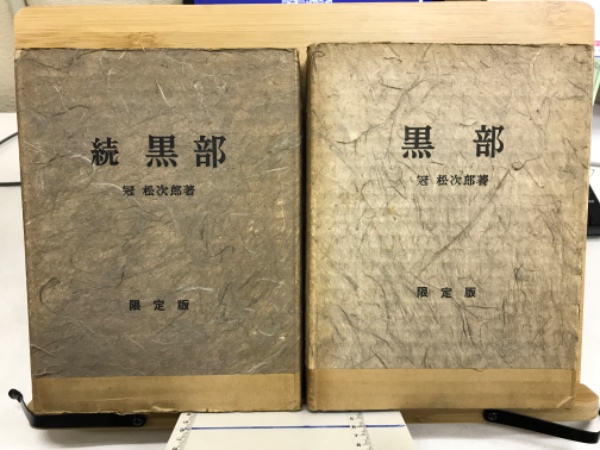 続 黒部
冠 松次郎著
限定版
黒部
冠 松次郎著
限定版